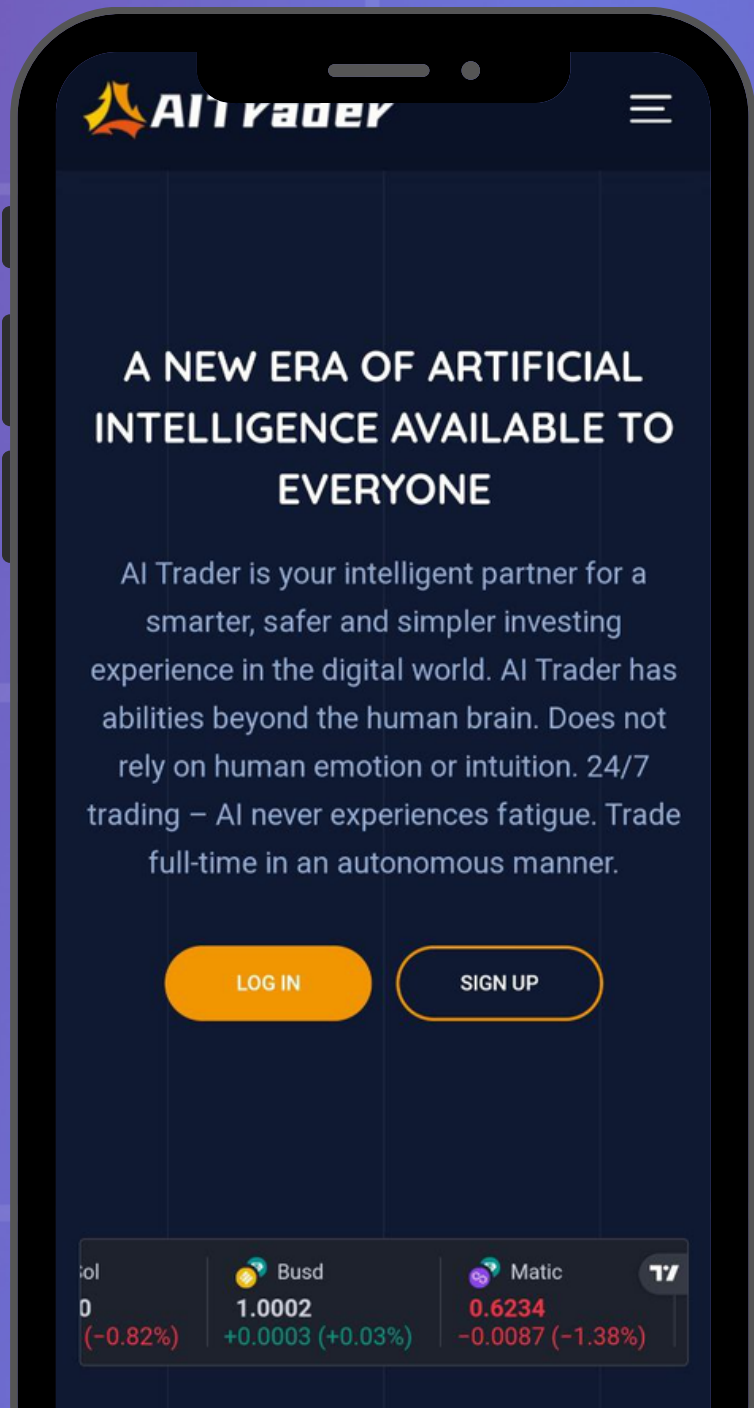 AITrader
A NEW ERA OF ARTIFICIAL
INTELLIGENCE AVAILABLE TO
EVERYONE
AI Trader is your intelligent partner for a
smarter, safer and simpler investing
experience in the digital world. AI Trader has
abilities beyond the human brain. Does not
rely on human emotion or intuition. 24/7
trading – AI never experiences fatigue. Trade
full-time in an autonomous manner.
LOG IN SIGN UP
Busd Matic
0 1.0002 0.6234
(−0.82%) +0.0003 (+0.03%) −0.0087 (−1.38%)